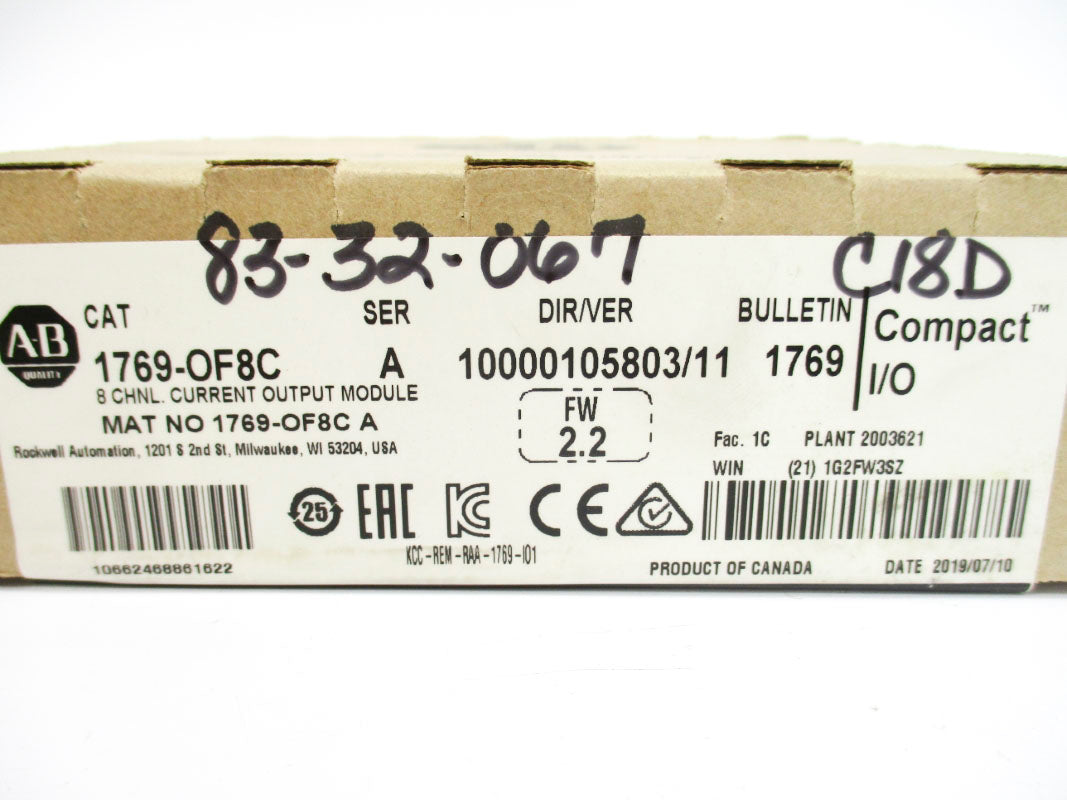 83-32-067 C18D
CAT SER DIR/VER BULLETIN
A-B
QUALITY
1769-OF8C A 10000105803/11 1769
Compact™
I/O
8 CHNL. CURRENT OUTPUT MODULE
MAT NO 1769-OF8C A
FW
2.2
Rockwell Automation, 1201 S 2nd St, Milwaukee, WI 53204, USA
Fac. 1C PLANT 2003621
WIN (21) 1G2FW3SZ
25 EAC KC CE
KCC-REM-RAA-1769-IO1
10662468861622
PRODUCT OF CANADA DATE 2019/07/10